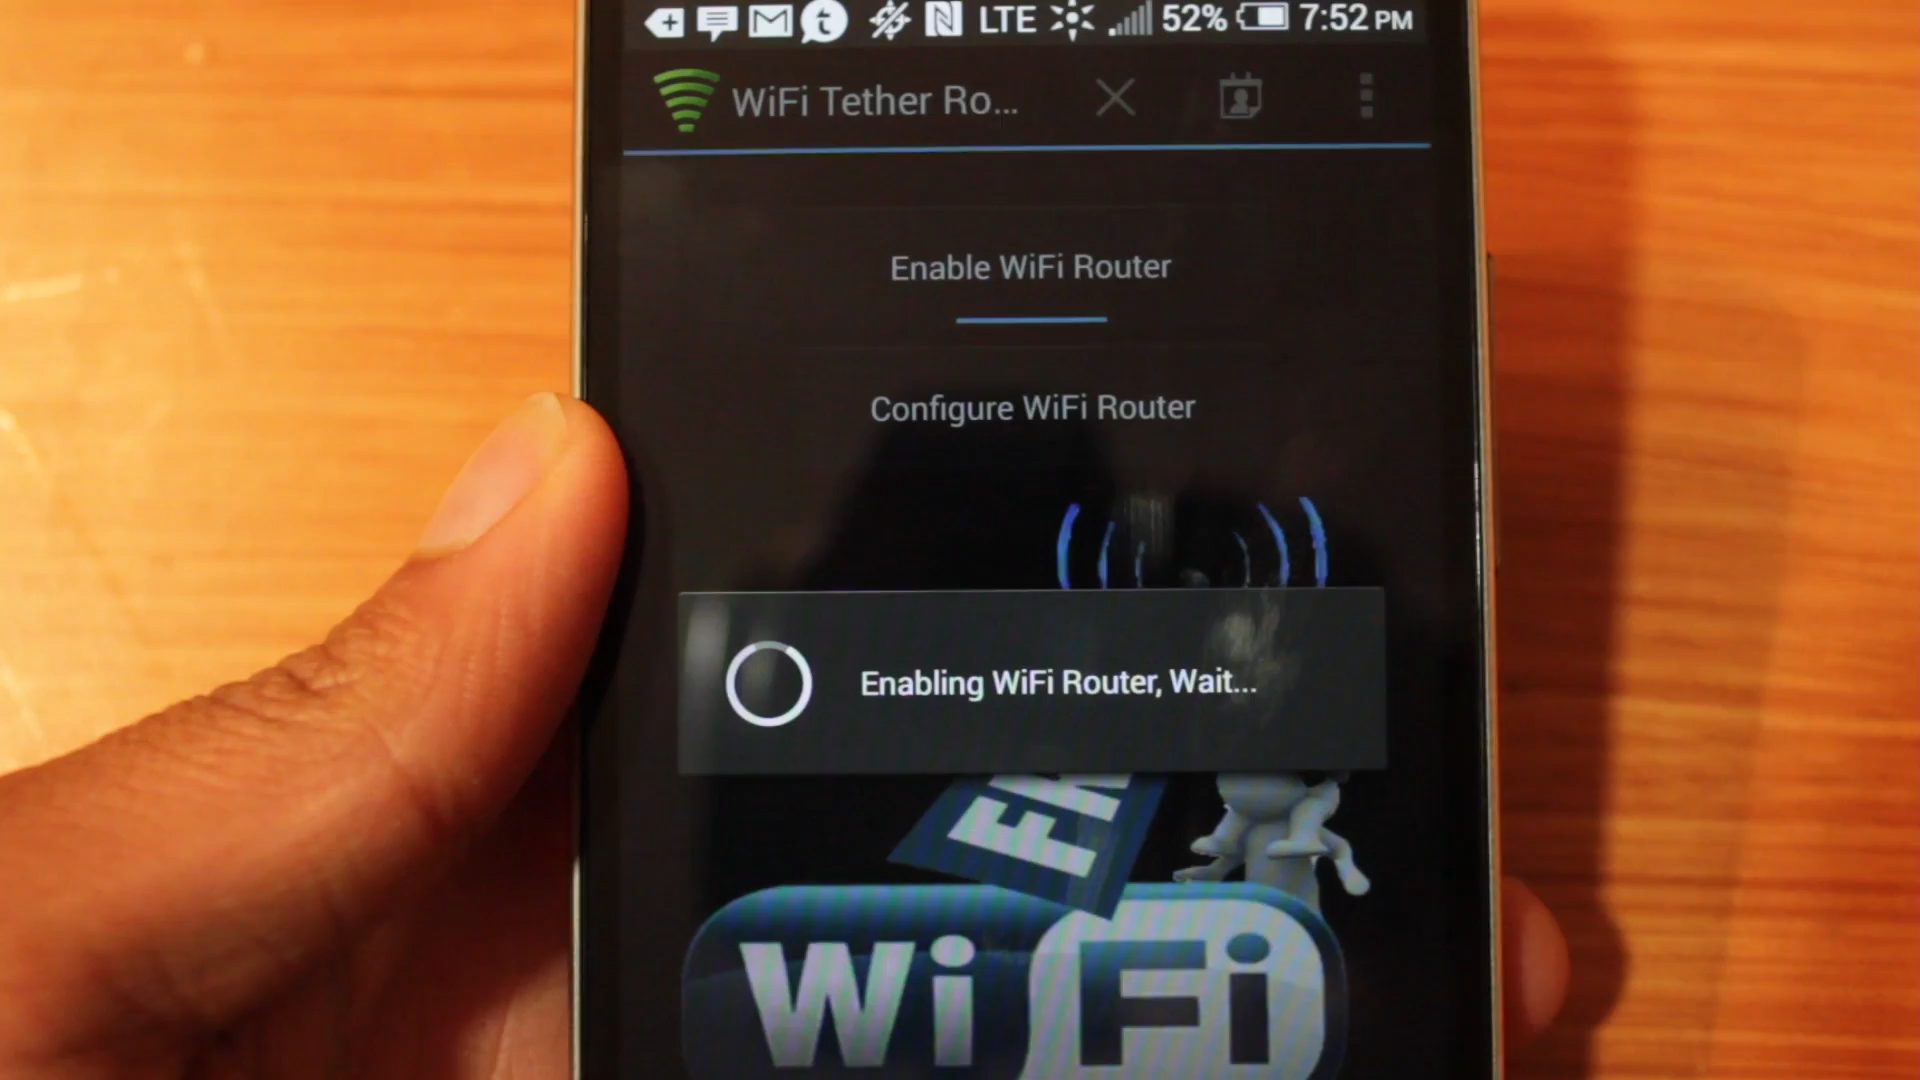 LTE 52% 7:52 PM
WiFi Tether Ro...
Enable WiFi Router
Configure WiFi Router
Enabling WiFi Router, Wait...
WiFi